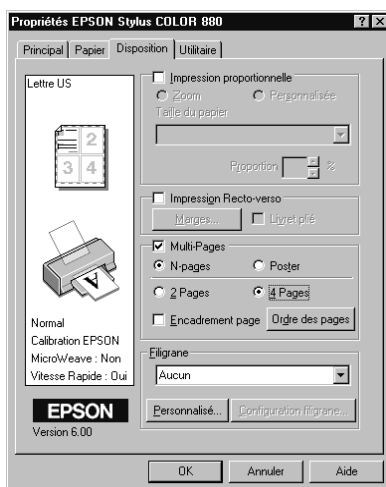 Propriétés EPSON Stylus COLOR 880
Principal Papier Disposition Utilitaire
Lettre US
2
3 4
A
Normal
Calibration EPSON
MicroWeave : Non
Vitesse Rapide : Oui
EPSON
Version 6.00
Impression proportionnelle
Zoom Personnalisée
Taille du papier
Proportion %
Impression Recto-verso
Marges... Livret plié
Multi-Pages
N-pages Poster
2 Pages 4 Pages
Encadrement page Ordre des pages
Filigrane
Aucun
Personnalisé... Configuration filigrane...
OK Annuler Aide